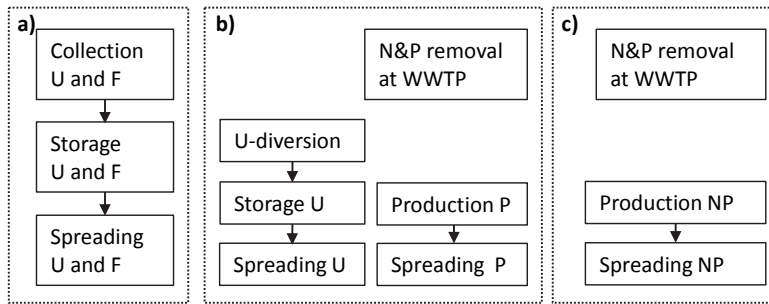 a)
Collection
U and F
Storage
U and F
Spreading
U and F
b)
N&P removal
at WWTP
U-diversion
Storage U
Spreading U
Production P
Spreading P
c)
N&P removal
at WWTP
Production NP
Spreading NP